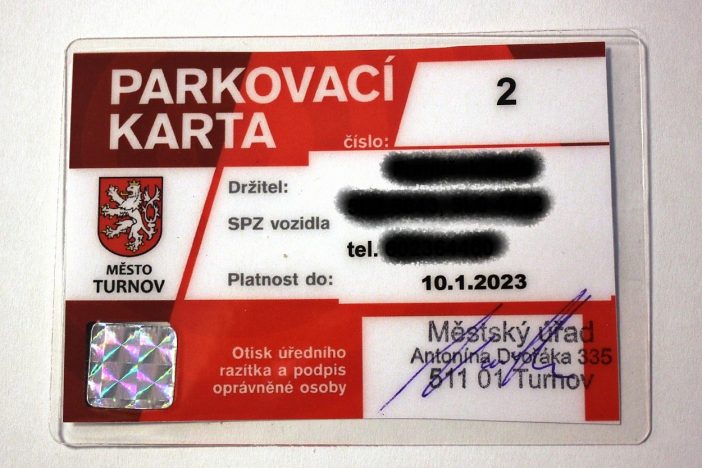 PARKOVACÍ
KARTA
číslo:
2
Držitel:
SPZ vozidla
tel.
Platnost do:
10.1.2023
MĚSTO
TURNOV
Otisk úředního
razítka a podpis
oprávněné osoby
Městský úřad
Antonína Dvořáka 335
511 01 Turnov